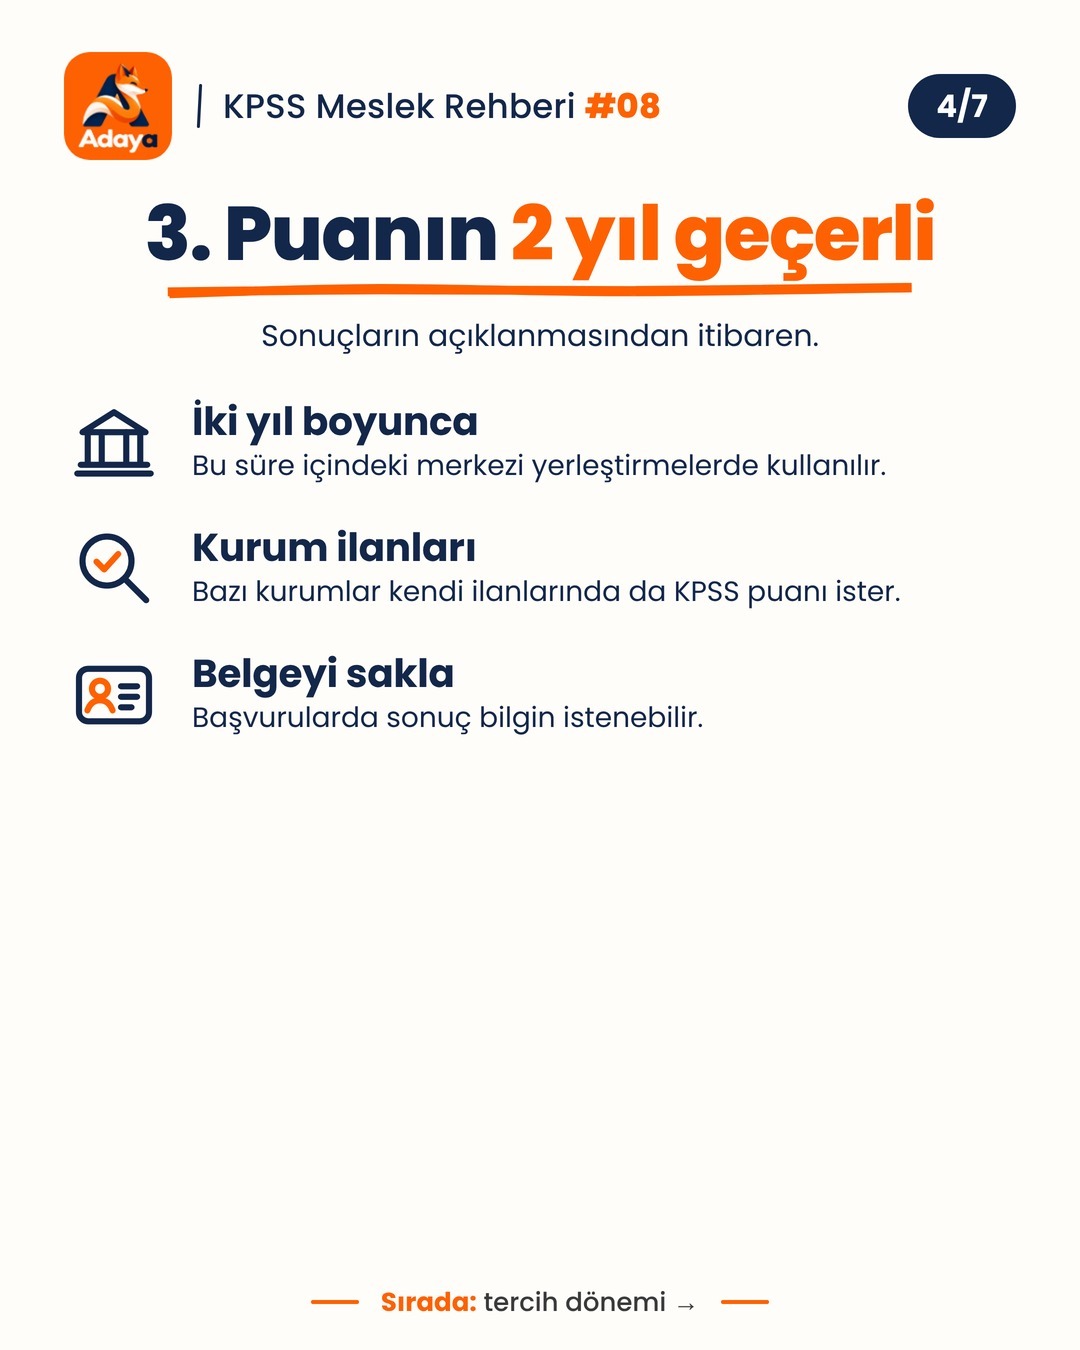 Adaya
KPSS Meslek Rehberi #08
4/7
3. Puanın 2 yıl geçerli
Sonuçların açıklanmasından itibaren.
İki yıl boyunca
Bu süre içindeki merkezi yerleştirmelerde kullanılır.
Kurum ilanları
Bazı kurumlar kendi ilanlarında da KPSS puanı ister.
Belgeyi sakla
Başvurularda sonuç bilgin istenebilir.
Sırada: tercih dönemi →